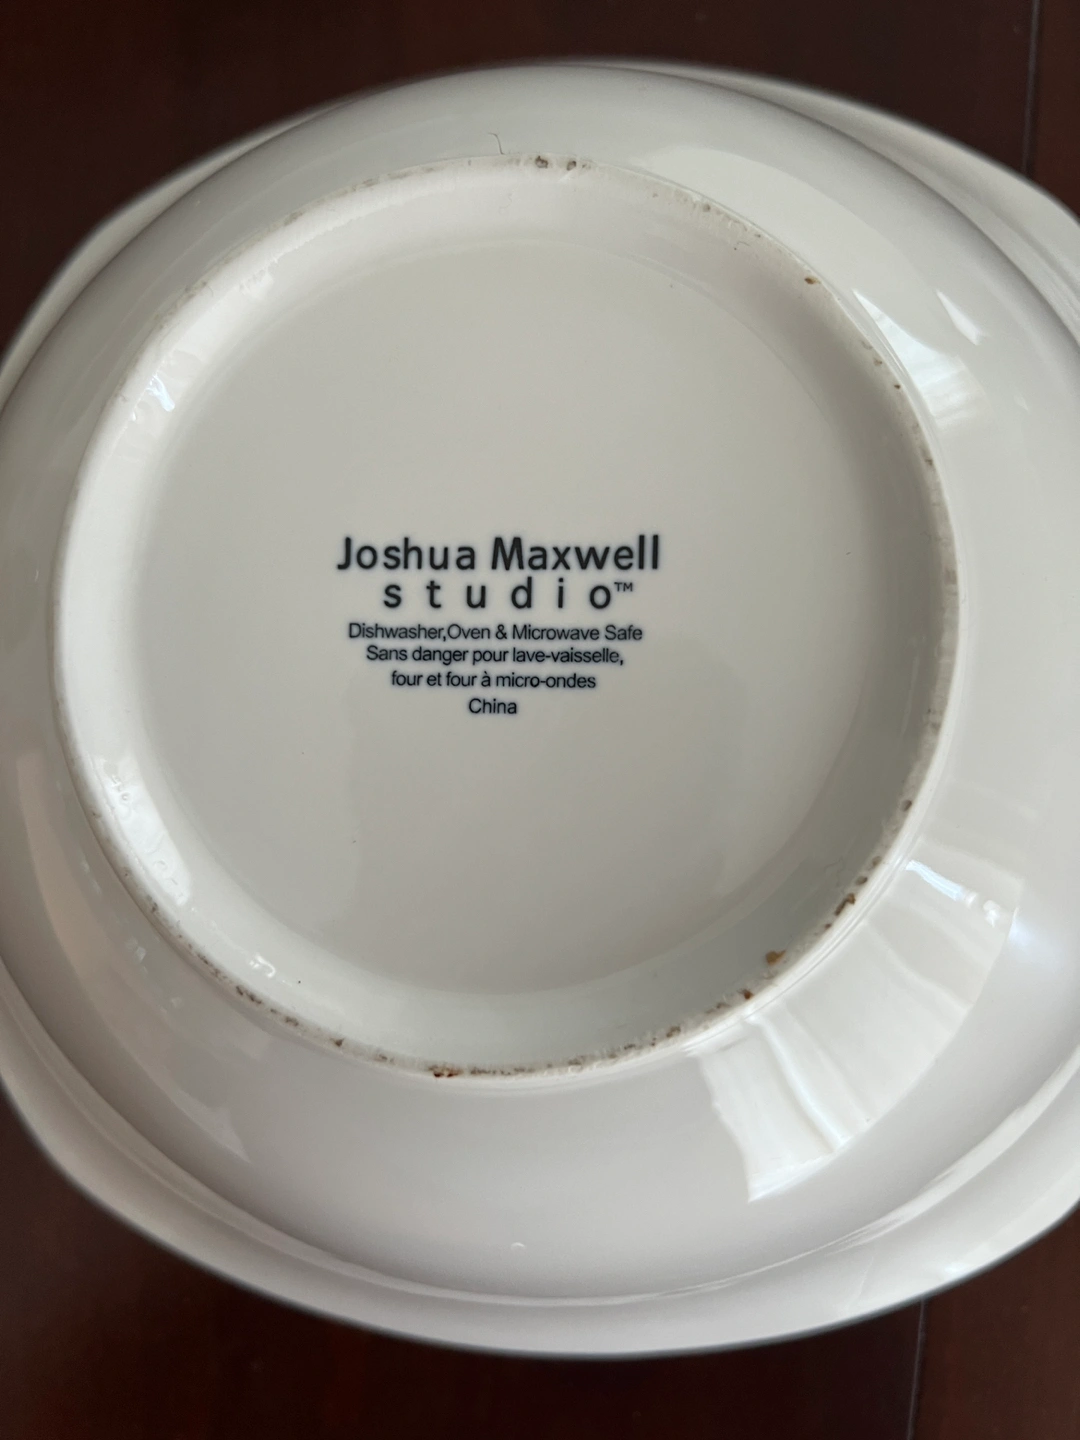 Joshua Maxwell
studio™
Dishwasher,Oven & Microwave Safe
Sans danger pour lave-vaisselle,
four et four à micro-ondes
China